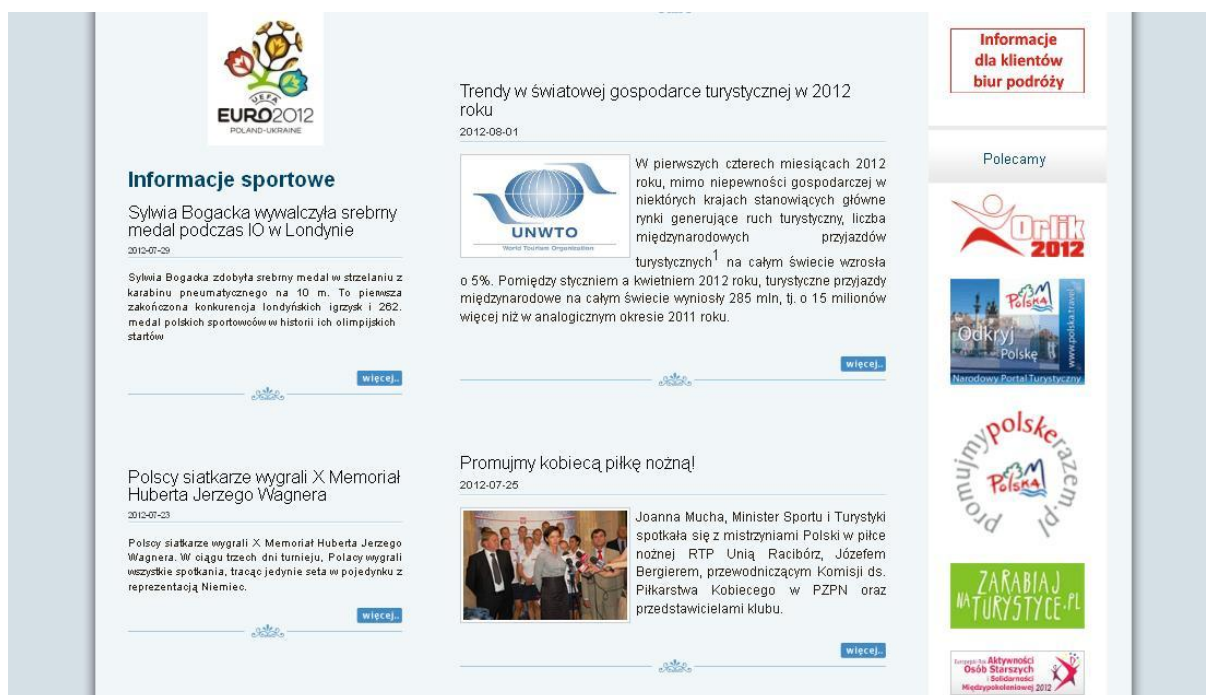 UEFA
EURO2012
POLAND-UKRAINE
Informacje sportowe
Sylwia Bogacka wywalczyła srebrny
medal podczas IO w Londynie
2012-07-29
Sylwia Bogacka zdobyła srebrny medal w strzelaniu z
karabinu pneumatycznego na 10 m. To pierwsza
zakończona konkurencja londyńskich igrzysk i 262.
medal polskich sportowców w historii ich olimpijskich
startów
więcej..
Polscy siatkarze wygrali X Memoriał
Huberta Jerzego Wagnera
2012-07-23
Polscy siatkarze wygrali X Memoriał Huberta Jerzego
Wagnera. W ciągu trzech dni turnieju, Polacy wygrali
wszystkie spotkania, tracąc jedynie seta w pojedynku z
reprezentacją Niemiec.
więcej..
Trendy w światowej gospodarce turystycznej w 2012
roku
2012-08-01
UNWTO
World Tourism Organization
W pierwszych czterech miesiącach 2012
roku, mimo niepewności gospodarczej w
niektórych krajach stanowiących główne
rynki generujące ruch turystyczny, liczba
międzynarodowych przyjazdów
turystycznych1 na całym świecie wzrosła
o 5%. Pomiędzy styczniem a kwietniem 2012 roku, turystyczne przyjazdy
międzynarodowe na całym świecie wyniosły 285 mln, tj. o 15 milionów
więcej niż w analogicznym okresie 2011 roku.
więcej..
Promujmy kobiecą piłkę nożną!
2012-07-25
Joanna Mucha, Minister Sportu i Turystyki
spotkała się z mistrzyniami Polski w piłce
nożnej RTP Unią Racibórz, Józefem
Bergierem, przewodniczącym Komisji ds.
Piłkarstwa Kobiecego w PZPN oraz
przedstawicielami klubu.
więcej..
Informacje
dla klientów
biur podróży
Polecamy
Orlik
2012
Polska
Odkryj
Polskę
www.polska.travel
Narodowy Portal Turystyczny
promujmypolskerazem.pl
Polska
ZARABIAJ
NA TURYSTYCE.PL
Europejski Rok Aktywności
Osób Starszych
i Solidarności
Międzypokoleniowej 2012